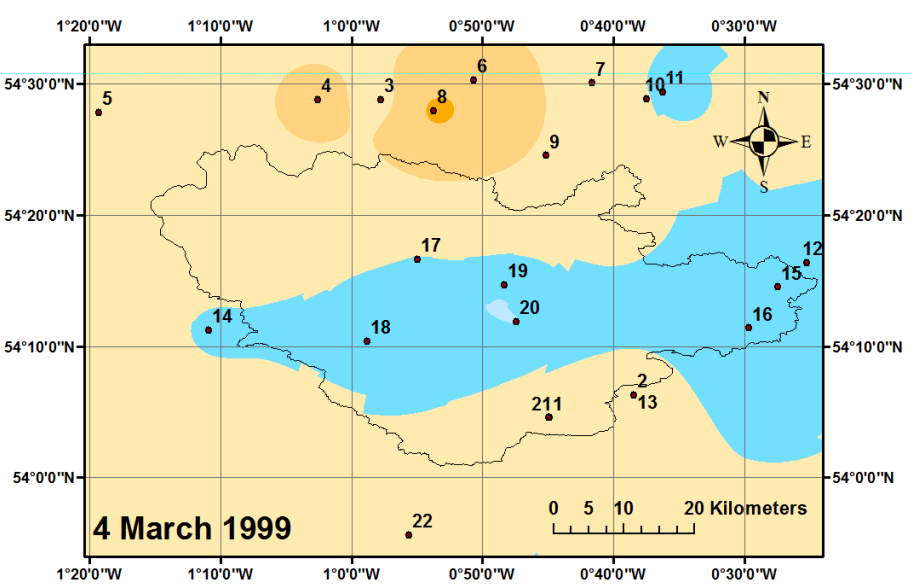 1°20'0"W 1°10'0"W 1°0'0"W 0°50'0"W 0°40'0"W 0°30'0"W
6
7
54°30'0"N 54°30'0"N
4 3 10 11
5 8 N
9 W E
S
54°20'0"N 54°20'0"N
17 12
19 15
14 18 20 16
54°10'0"N 54°10'0"N
2
211 13
54°0'0"N 54°0'0"N
0 5 10 20 Kilometers
4 March 1999 22
1°20'0"W 1°10'0"W 1°0'0"W 0°50'0"W 0°40'0"W 0°30'0"W